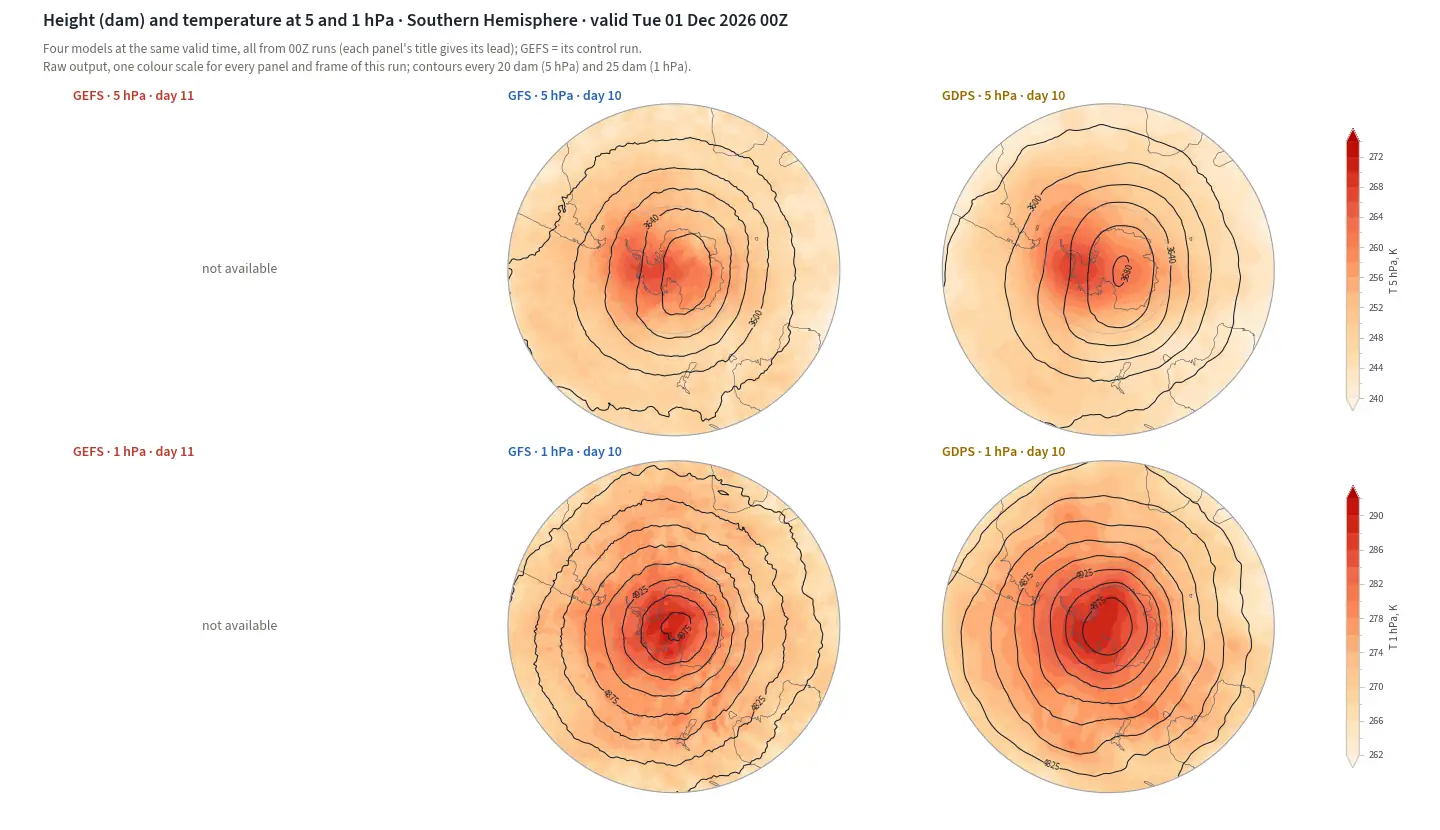 Height (dam) and temperature at 5 and 1 hPa · Southern Hemisphere · valid Tue 01 Dec 2026 00Z
Four models at the same valid time, all from 00Z runs (each panel's title gives its lead); GEFS = its control run.
Raw output, one colour scale for every panel and frame of this run; contours every 20 dam (5 hPa) and 25 dam (1 hPa).
GEFS · 5 hPa · day 11
GFS · 5 hPa · day 10
GDPS · 5 hPa · day 10
not available
3640
3600
3600
3640
3680
272
268
264
260
256
252
248
244
240
T 5 hPa, K
GEFS · 1 hPa · day 11
GFS · 1 hPa · day 10
GDPS · 1 hPa · day 10
not available
4925
4875
4825
4875
4925
4825
290
286
282
278
274
270
266
262
T 1 hPa, K